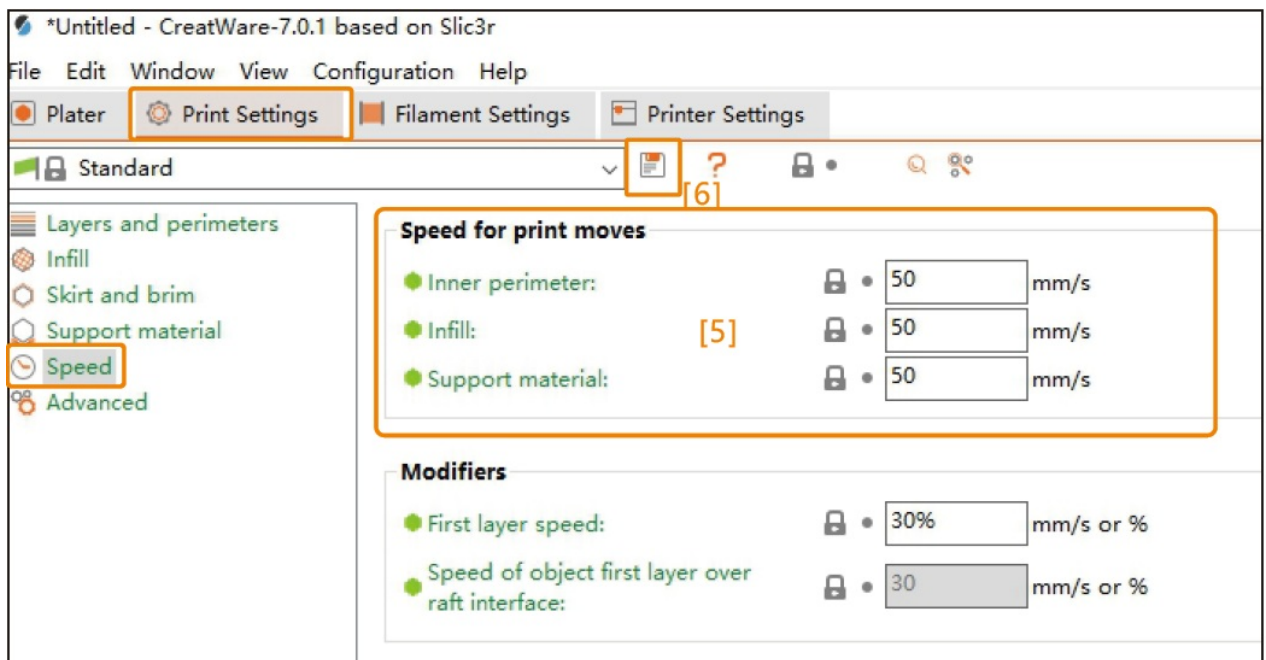 *Untitled - CreatWare-7.0.1 based on Slic3r
File Edit Window View Configuration Help
Plater Print Settings Filament Settings Printer Settings
Standard ?
[6]
Layers and perimeters
Infill
Skirt and brim
Support material
Speed
Advanced
Speed for print moves
Inner perimeter: 50 mm/s
Infill: [5] 50 mm/s
Support material: 50 mm/s
Modifiers
First layer speed: 30% mm/s or %
Speed of object first layer over
raft interface: 30 mm/s or %